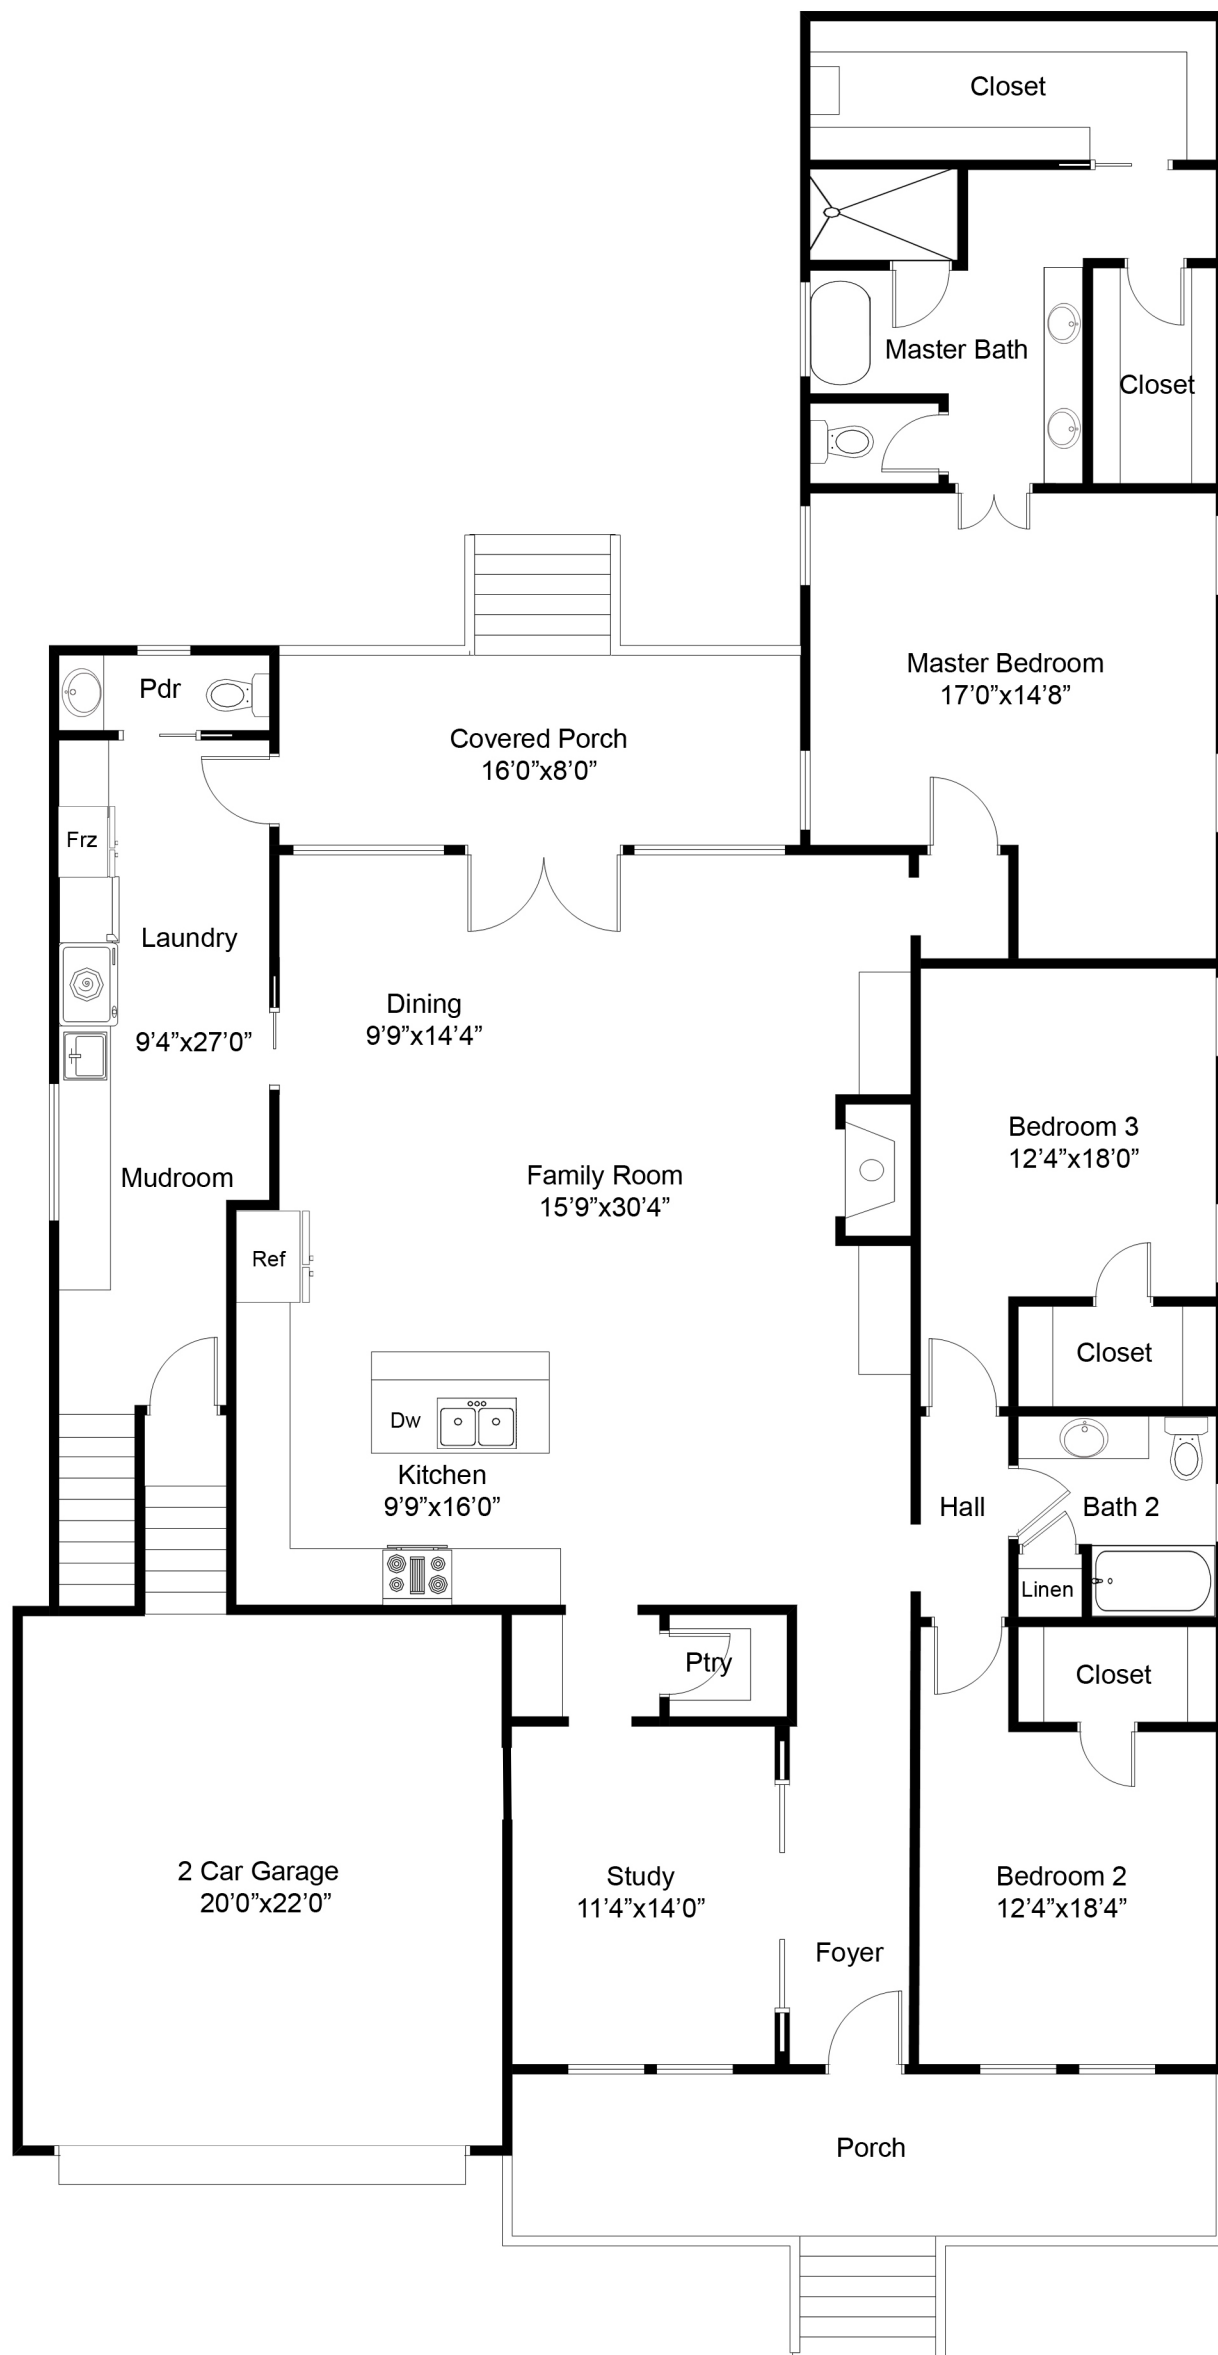 Closet
Master Bath
Closet
Master Bedroom
17’0”x14’8”
Pdr
Covered Porch
16’0”x8’0”
Frz
Laundry
9’4”x27’0”
Mudroom
Dining
9’9”x14’4”
Family Room
15’9”x30’4”
Bedroom 3
12’4”x18’0”
Ref
Closet
Dw
Kitchen
9’9”x16’0”
Hall
Bath 2
Linen
Ptry
Closet
2 Car Garage
20’0”x22’0”
Study
11’4”x14’0”
Bedroom 2
12’4”x18’4”
Foyer
Porch